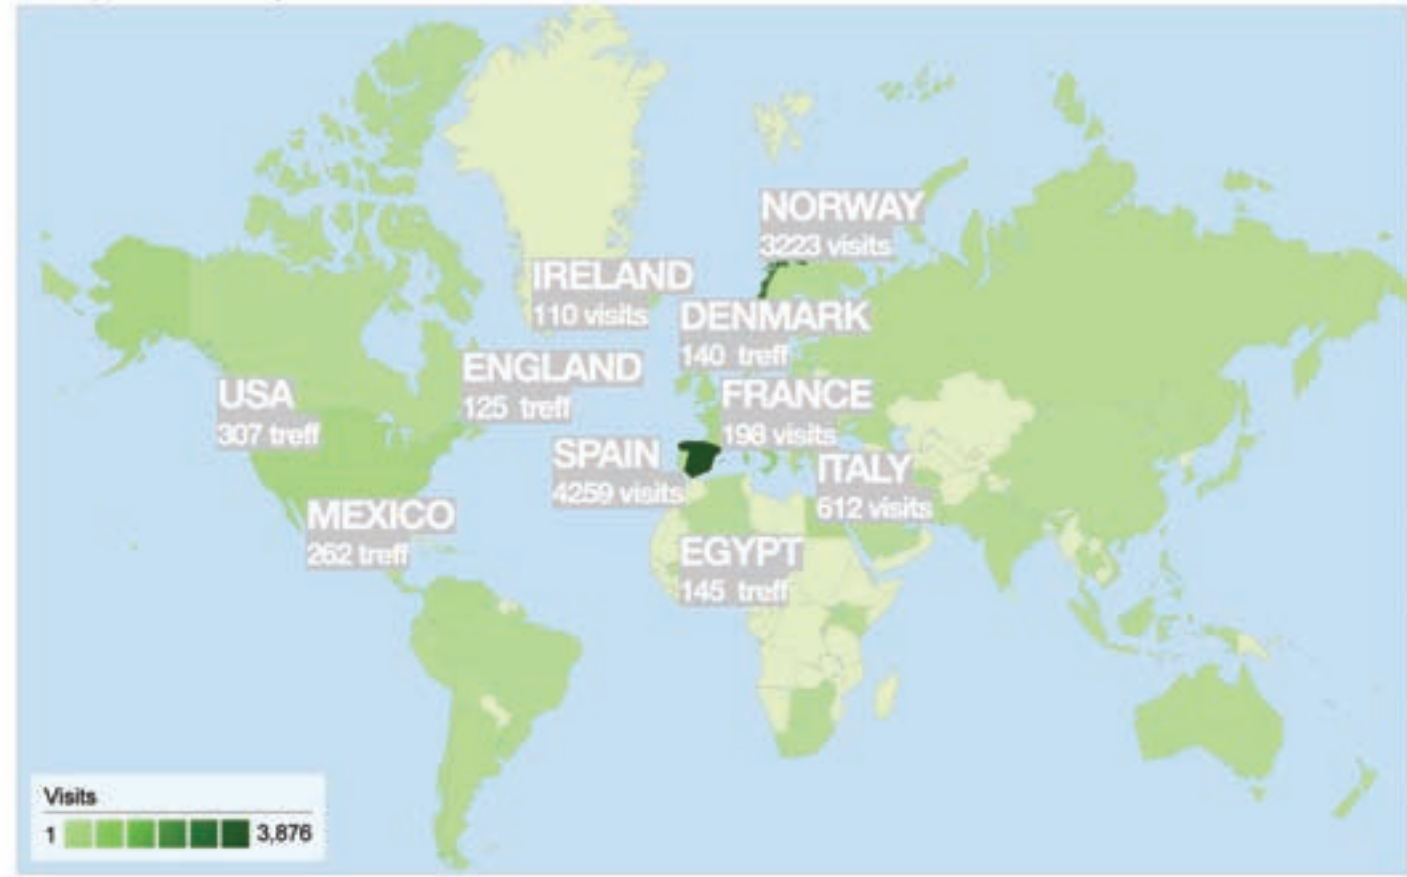 NORWAY
3223 visits
IRELAND
110 visits
DENMARK
140 treff
ENGLAND
125 treff
USA
307 treff
FRANCE
198 visits
SPAIN
4259 visits
ITALY
612 visits
MEXICO
262 treff
EGYPT
145 treff
Visits
1 3,876